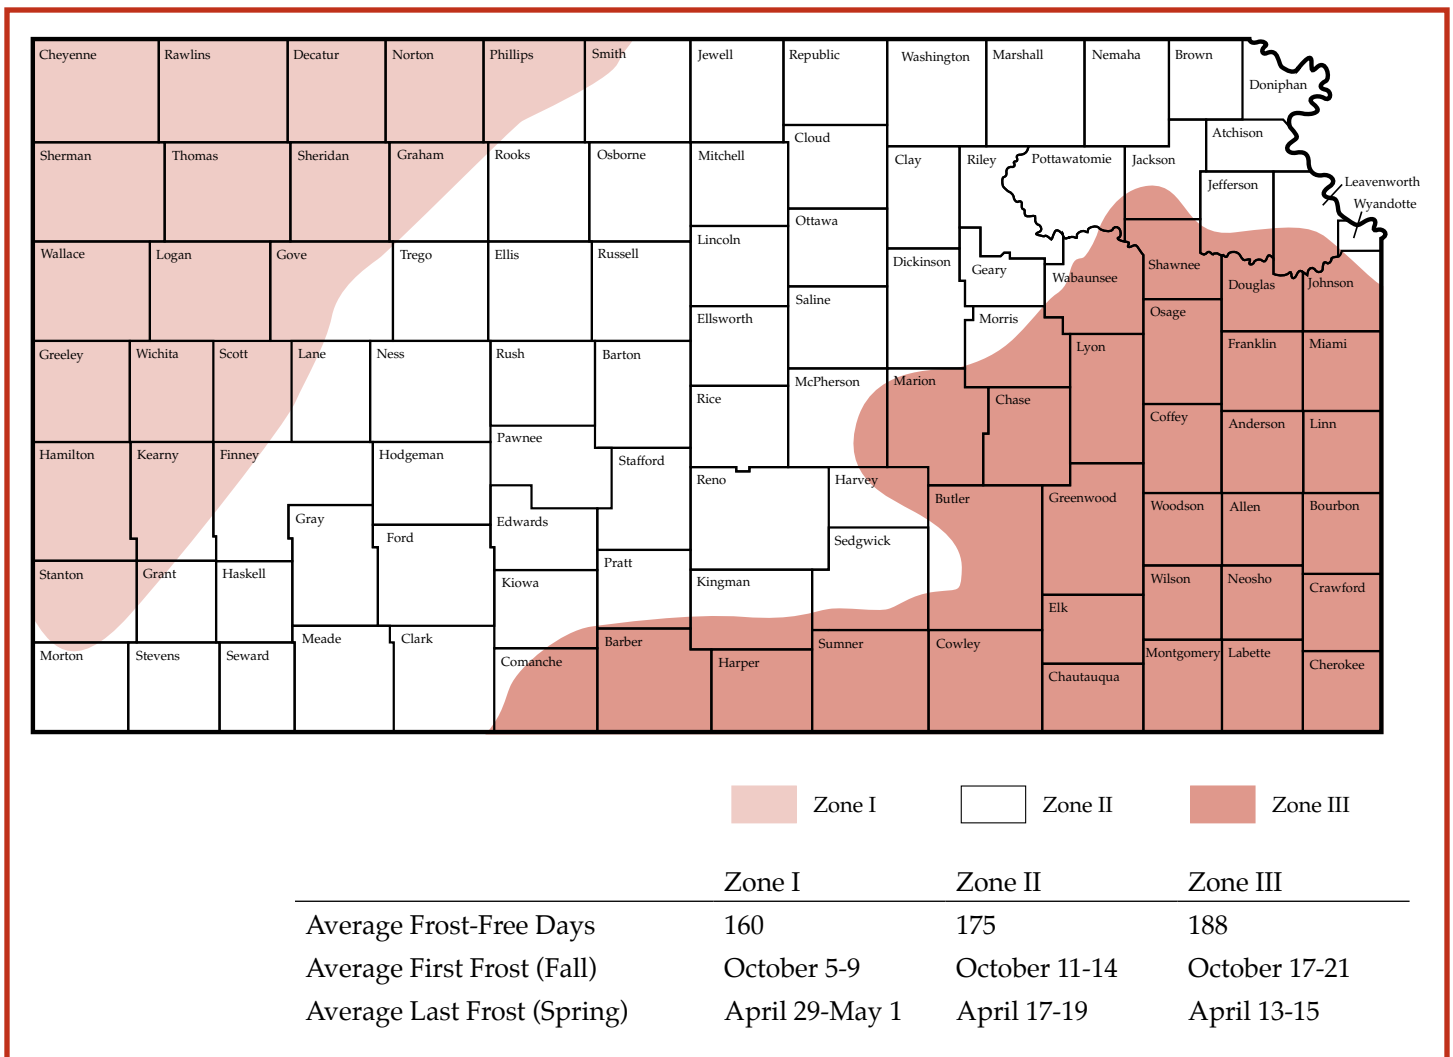 Cheyenne Rawlins Decatur Norton Phillips Smith Jewell Republic Washington Marshall Nemaha Brown
Doniphan
Cloud Atchison
Sherman Thomas Sheridan Graham Rooks Osborne Mitchell Clay Riley Pottawatomie Jackson
Jefferson Leavenworth
Wyandotte
Ottawa
Lincoln
Wallace Logan Gove Trego Ellis Russell Dickinson Geary Wabaunsee Shawnee
Douglas Johnson
Saline
Ellsworth Morris Osage
Greeley Wichita Scott Lane Ness Rush Barton Lyon Franklin Miami
McPherson Marion
Rice Chase
Coffey Anderson Linn
Pawnee
Hamilton Kearny Finney Hodgeman Stafford
Reno Harvey
Butler Greenwood Woodson Allen Bourbon
Gray Edwards
Ford Sedgwick
Pratt
Stanton Grant Haskell Kiowa Kingman Wilson Neosho Crawford
Elk
Meade Clark Barber Sumner Cowley
Morton Stevens Seward Comanche Harper Montgomery Labette Cherokee
Chautauqua
Zone I Zone II Zone III
Zone I Zone II Zone III
Average Frost-Free Days 160 175 188
Average First Frost (Fall) October 5-9 October 11-14 October 17-21
Average Last Frost (Spring) April 29-May 1 April 17-19 April 13-15